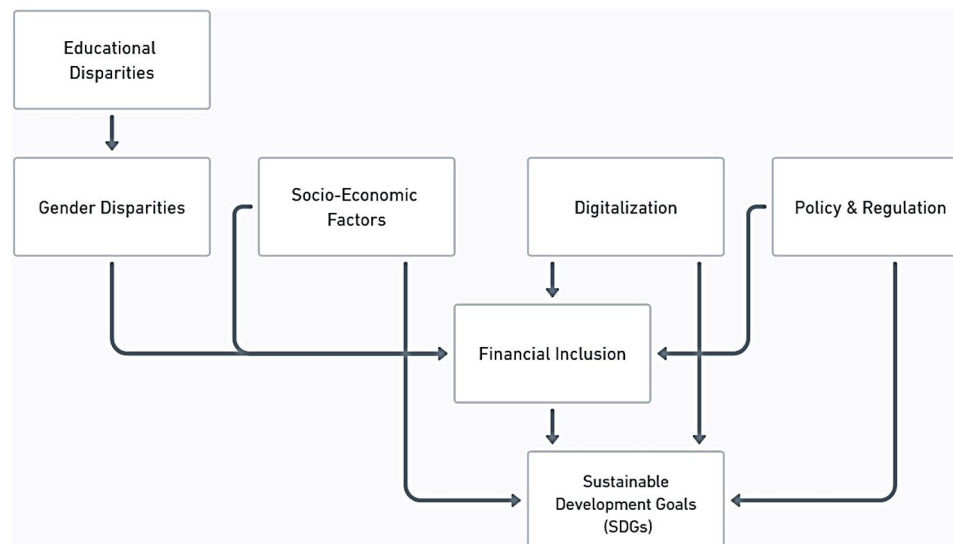 Educational
Disparities
Gender Disparities
Socio-Economic
Factors
Digitalization
Policy & Regulation
Financial Inclusion
Sustainable
Development Goals
(SDGs)